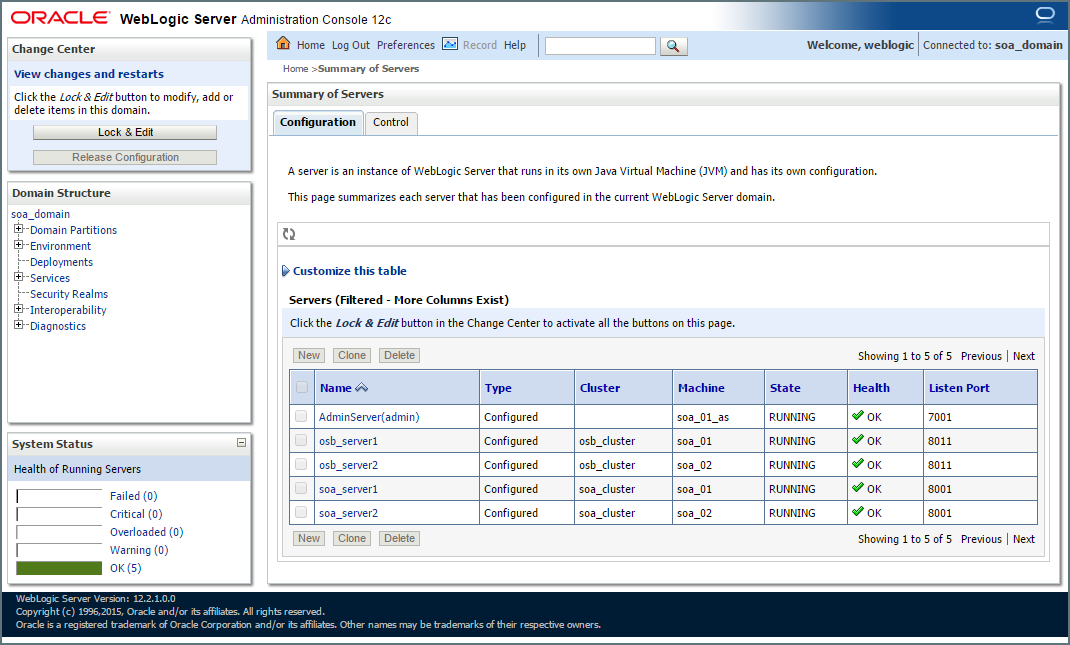 ORACLE® WebLogic Server Administration Console 12c
Change Center
View changes and restarts
Click the Lock & Edit button to modify, add or
delete items in this domain.
Lock & Edit
Release Configuration
Domain Structure
soa_domain
Domain Partitions
Environment
Deployments
Services
Security Realms
Interoperability
Diagnostics
System Status
Health of Running Servers
Failed (0)
Critical (0)
Overloaded (0)
Warning (0)
OK (5)
Home Log Out Preferences Record Help
Welcome, weblogic Connected to: soa_domain
Home >Summary of Servers
Summary of Servers
Configuration Control
A server is an instance of WebLogic Server that runs in its own Java Virtual Machine (JVM) and has its own configuration.
This page summarizes each server that has been configured in the current WebLogic Server domain.
Customize this table
Servers (Filtered - More Columns Exist)
Click the Lock & Edit button in the Change Center to activate all the buttons on this page.
New Clone Delete Showing 1 to 5 of 5 Previous | Next
Name Type Cluster Machine State Health Listen Port
AdminServer(admin) Configured soa_01_as RUNNING OK 7001
osb_server1 Configured osb_cluster soa_01 RUNNING OK 8011
osb_server2 Configured osb_cluster soa_02 RUNNING OK 8011
soa_server1 Configured soa_cluster soa_01 RUNNING OK 8001
soa_server2 Configured soa_cluster soa_02 RUNNING OK 8001
New Clone Delete Showing 1 to 5 of 5 Previous | Next
WebLogic Server Version: 12.2.1.0.0
Copyright (c) 1996,2015, Oracle and/or its affiliates. All rights reserved.
Oracle is a registered trademark of Oracle Corporation and/or its affiliates. Other names may be trademarks of their respective owners.